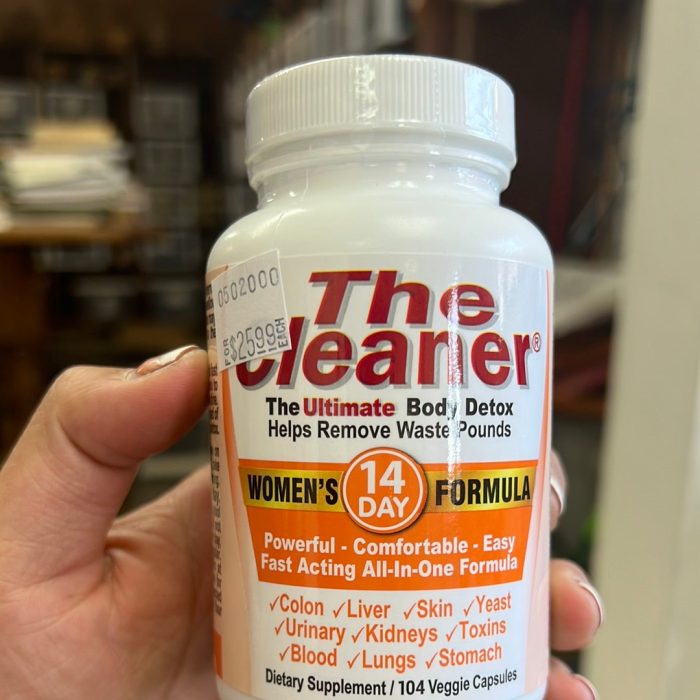 0502000
FOR $25.99 EACH
The
Cleaner®
The Ultimate Body Detox
Helps Remove Waste Pounds
WOMEN'S 14 DAY FORMULA
Powerful - Comfortable - Easy
Fast Acting All-In-One Formula
✓Colon ✓Liver ✓Skin ✓Yeast
✓Urinary ✓Kidneys ✓Toxins
✓Blood ✓Lungs ✓Stomach
Dietary Supplement / 104 Veggie Capsules